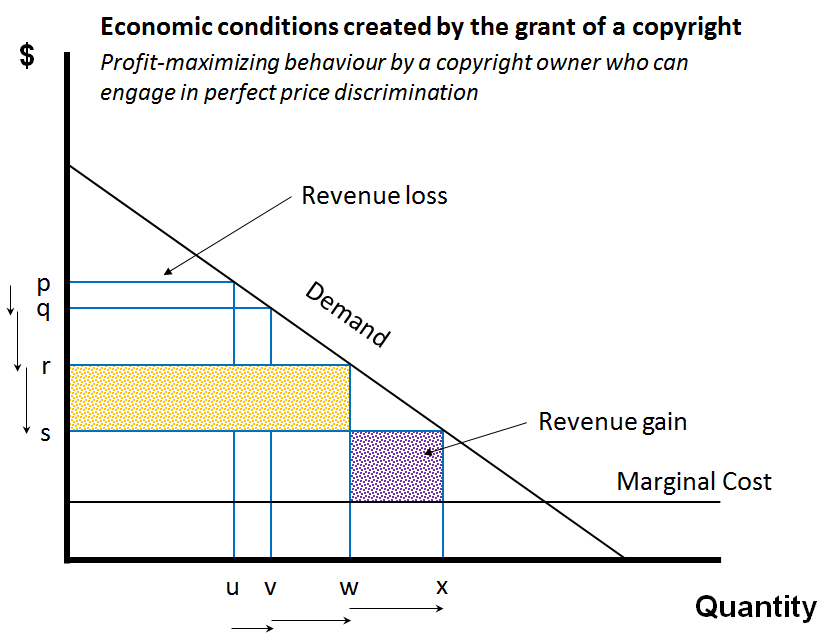 Economic conditions created by the grant of a copyright
$
Profit-maximizing behaviour by a copyright owner who can
engage in perfect price discrimination
Revenue loss
p
q
Demand
r
s
Revenue gain
Marginal Cost
u v w x
Quantity